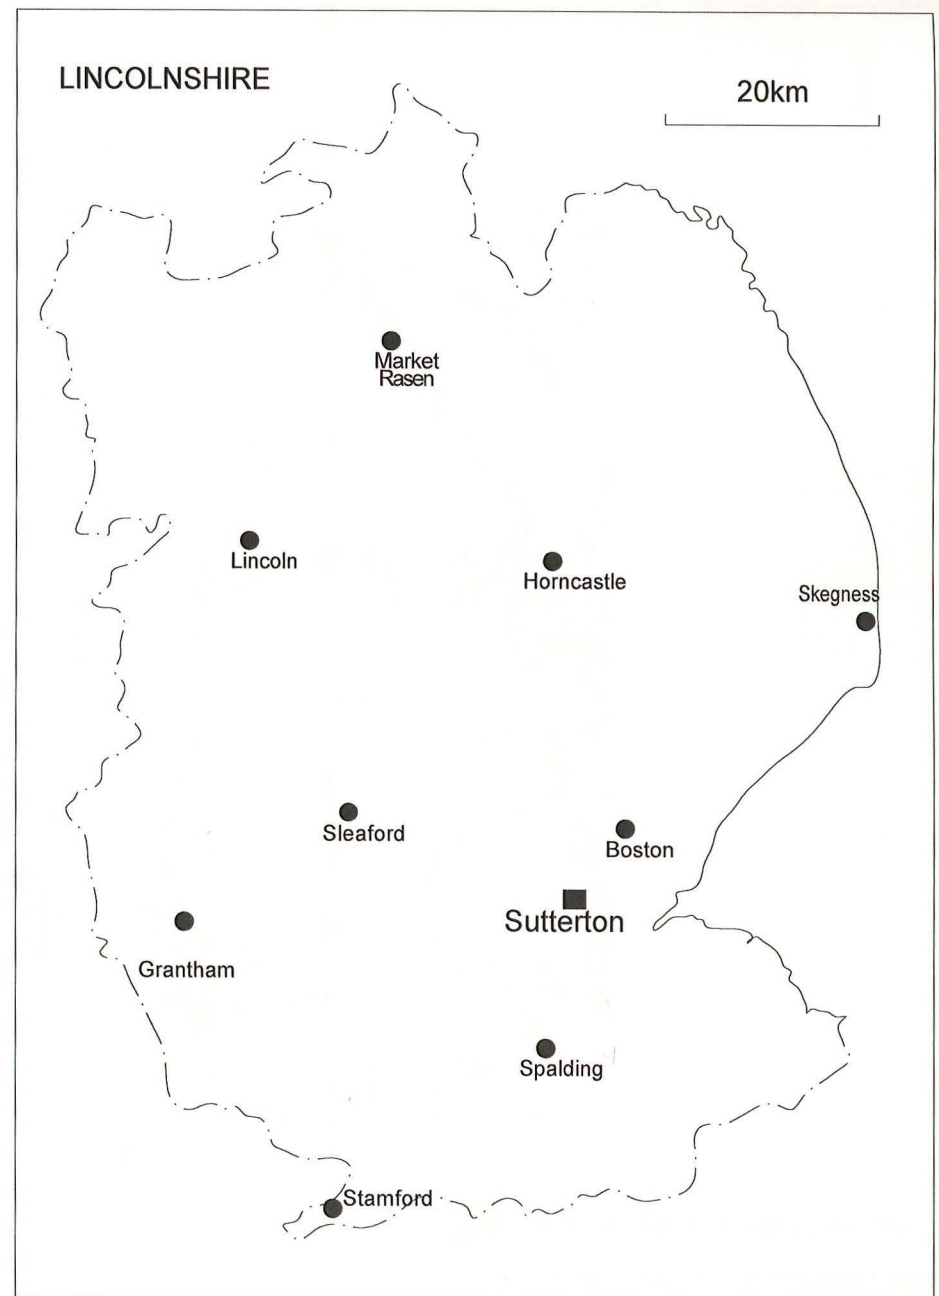 LINCOLNSHIRE
20km
Market
Rasen
Lincoln
Horncastle
Skegness
Sleaford
Boston
Sutterton
Grantham
Spalding
Stamford